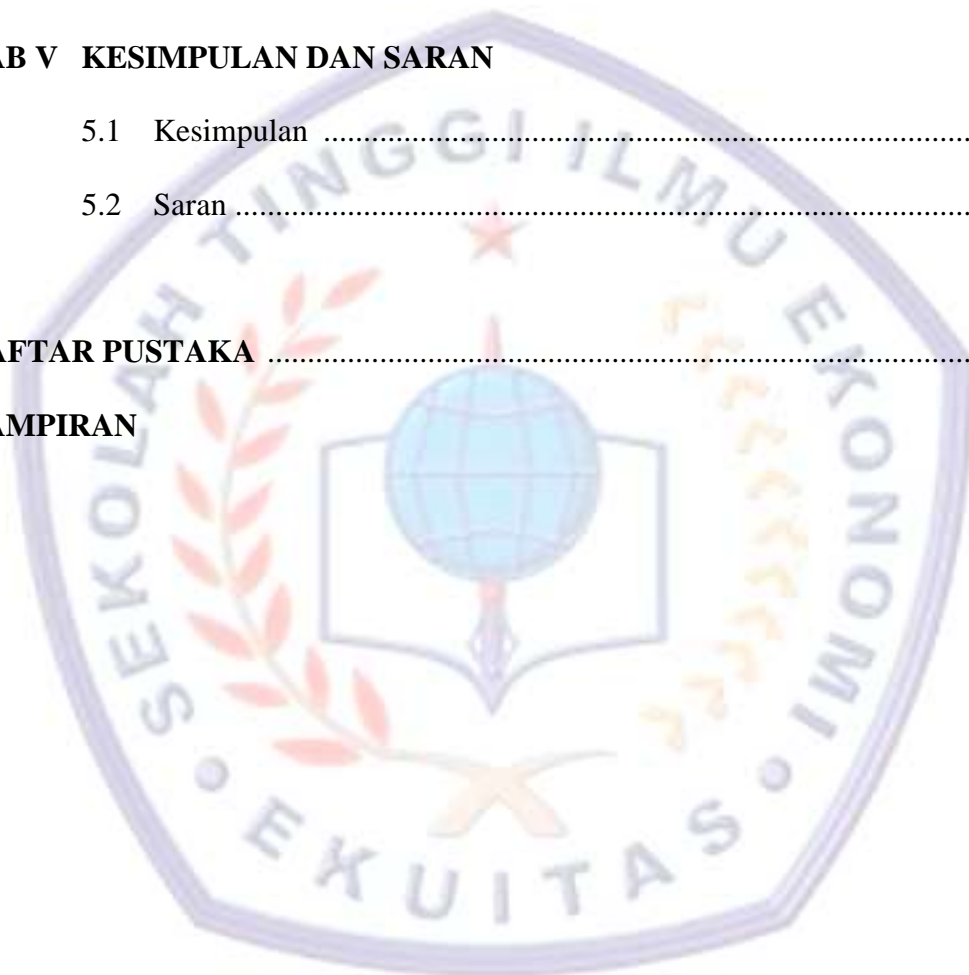 AB V KESIMPULAN DAN SARAN
5.1 Kesimpulan ........................................................................
5.2 Saran ........................................................................
AFTAR PUSTAKA ........................................................................
AMPIRAN
SEKOLAH TINGGI ILMU EKONOMI
• EKUITAS •